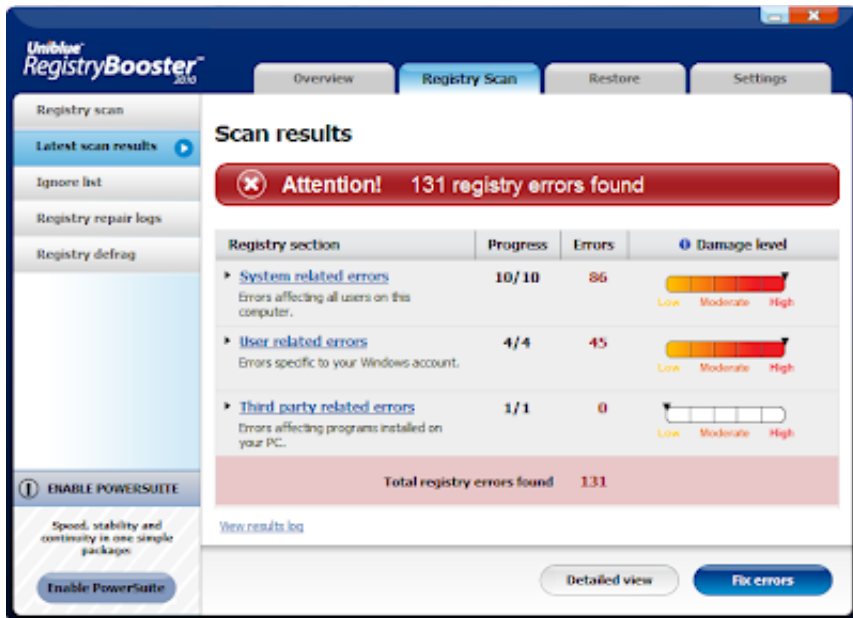 Uniblue
RegistryBooster™
2010
Overview
Registry Scan
Restore
Settings
Registry scan
Latest scan results
Ignore list
Registry repair logs
Registry defrag
Scan results
Attention! 131 registry errors found
Registry section Progress Errors Damage level
System related errors 10/10 86
Errors affecting all users on this
computer.
Low Moderate High
User related errors 4/4 45
Errors specific to your Windows account.
Low Moderate High
Third party related errors 1/1 0
Errors affecting programs installed on
your PC.
Low Moderate High
Total registry errors found 131
View results log
ENABLE POWERSUITE
Speed, stability and
continuity in one simple
packages
Enable PowerSuite
Detailed view
Fix errors